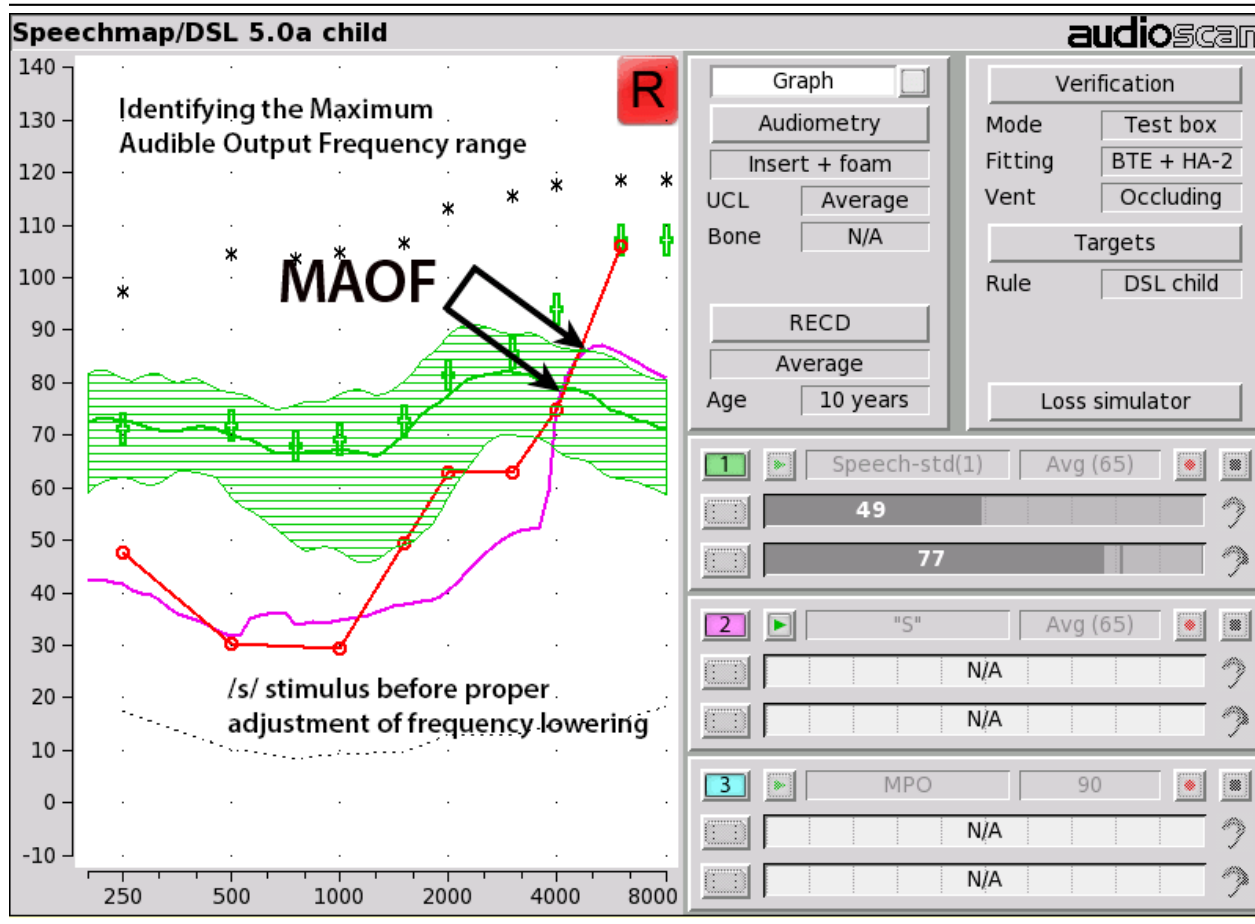 Speechmap/DSL 5.0a child
audioscan
140
130
120
110
100
90
80
70
60
50
40
30
20
10
0
-10
Identifying the Maximum
Audible Output Frequency range
R
MAOF
/s/ stimulus before proper
adjustment of frequency lowering
250 500 1000 2000 4000 8000
Graph
Audiometry
Insert + foam
UCL Average
Bone N/A
RECD
Average
Age 10 years
Verification
Mode Test box
Fitting BTE + HA-2
Vent Occluding
Targets
Rule DSL child
Loss simulator
1 Speech-std(1) Avg (65)
49
77
2 "S" Avg (65)
N/A
N/A
3 MPO 90
N/A
N/A